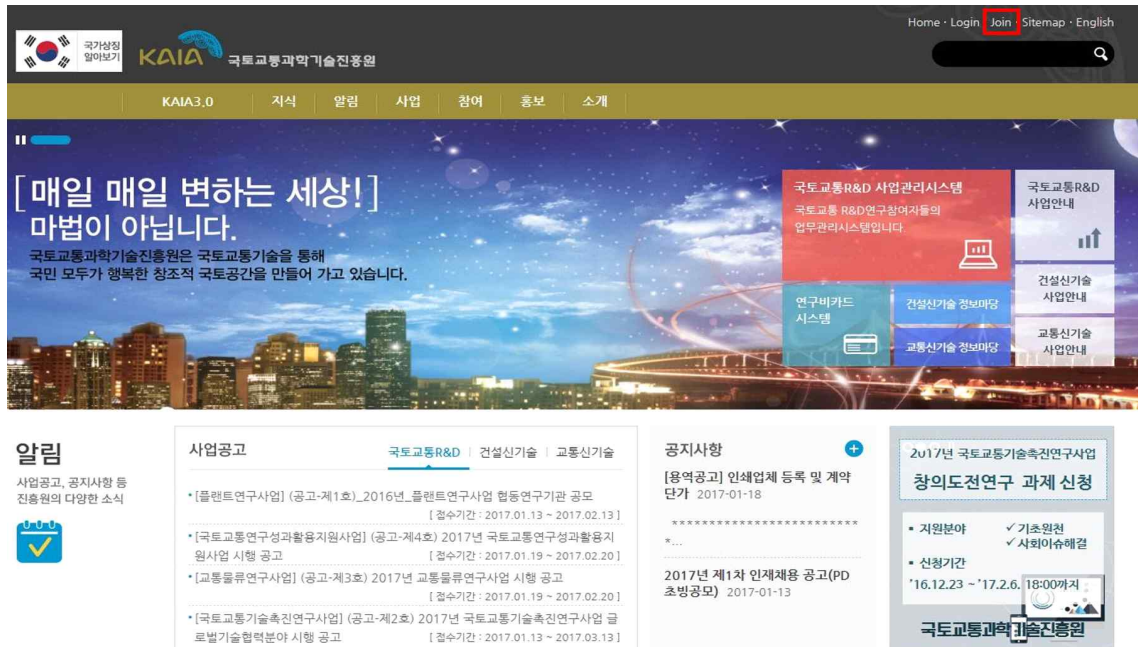 Home · Login · Join · Sitemap · English
국가상징
알아보기
KAIA 국토교통과학기술진흥원
KAIA3.0 지식 알림 사업 참여 홍보 소개
[매일 매일 변하는 세상!]
마법이 아닙니다.
국토교통과학기술진흥원은 국토교통기술을 통해
국민 모두가 행복한 창조적 국토공간을 만들어 가고 있습니다.
국토교통R&D 사업관리시스템
국토교통 R&D연구참여자들의
업무관리시스템입니다.
국토교통R&D
사업안내
연구비카드
시스템
건설신기술 정보마당
교통신기술 정보마당
건설신기술
사업안내
교통신기술
사업안내
알림
사업공고, 공지사항 등
진흥원의 다양한 소식
사업공고
국토교통R&D 건설신기술 교통신기술
• [플랜트연구사업] (공고-제1호)_2016년_플랜트연구사업 협동연구기관 공모
[ 접수기간 : 2017.01.13 ~ 2017.02.13 ]
• [국토교통연구성과활용지원사업] (공고-제4호) 2017년 국토교통연구성과활용지
원사업 시행 공고 [ 접수기간 : 2017.01.19 ~ 2017.02.20 ]
• [교통물류연구사업] (공고-제3호) 2017년 교통물류연구사업 시행 공고
[ 접수기간 : 2017.01.19 ~ 2017.02.20 ]
• [국토교통기술촉진연구사업] (공고-제2호) 2017년 국토교통기술촉진연구사업 글
로벌기술협력분야 시행 공고 [ 접수기간 : 2017.01.13 ~ 2017.03.13 ]
공지사항
[용역공고] 인쇄업체 등록 및 계약
단가 2017-01-18
*************************
*...
2017년 제1차 인재채용 공고(PD
초빙공모) 2017-01-13
2017년 국토교통기술촉진연구사업
창의도전연구 과제 신청
▪ 지원분야 ✓기초원천
✓사회이슈해결
▪ 신청기간
'16.12.23 ~ '17.2.6. 18:00까지
국토교통과학기술진흥원